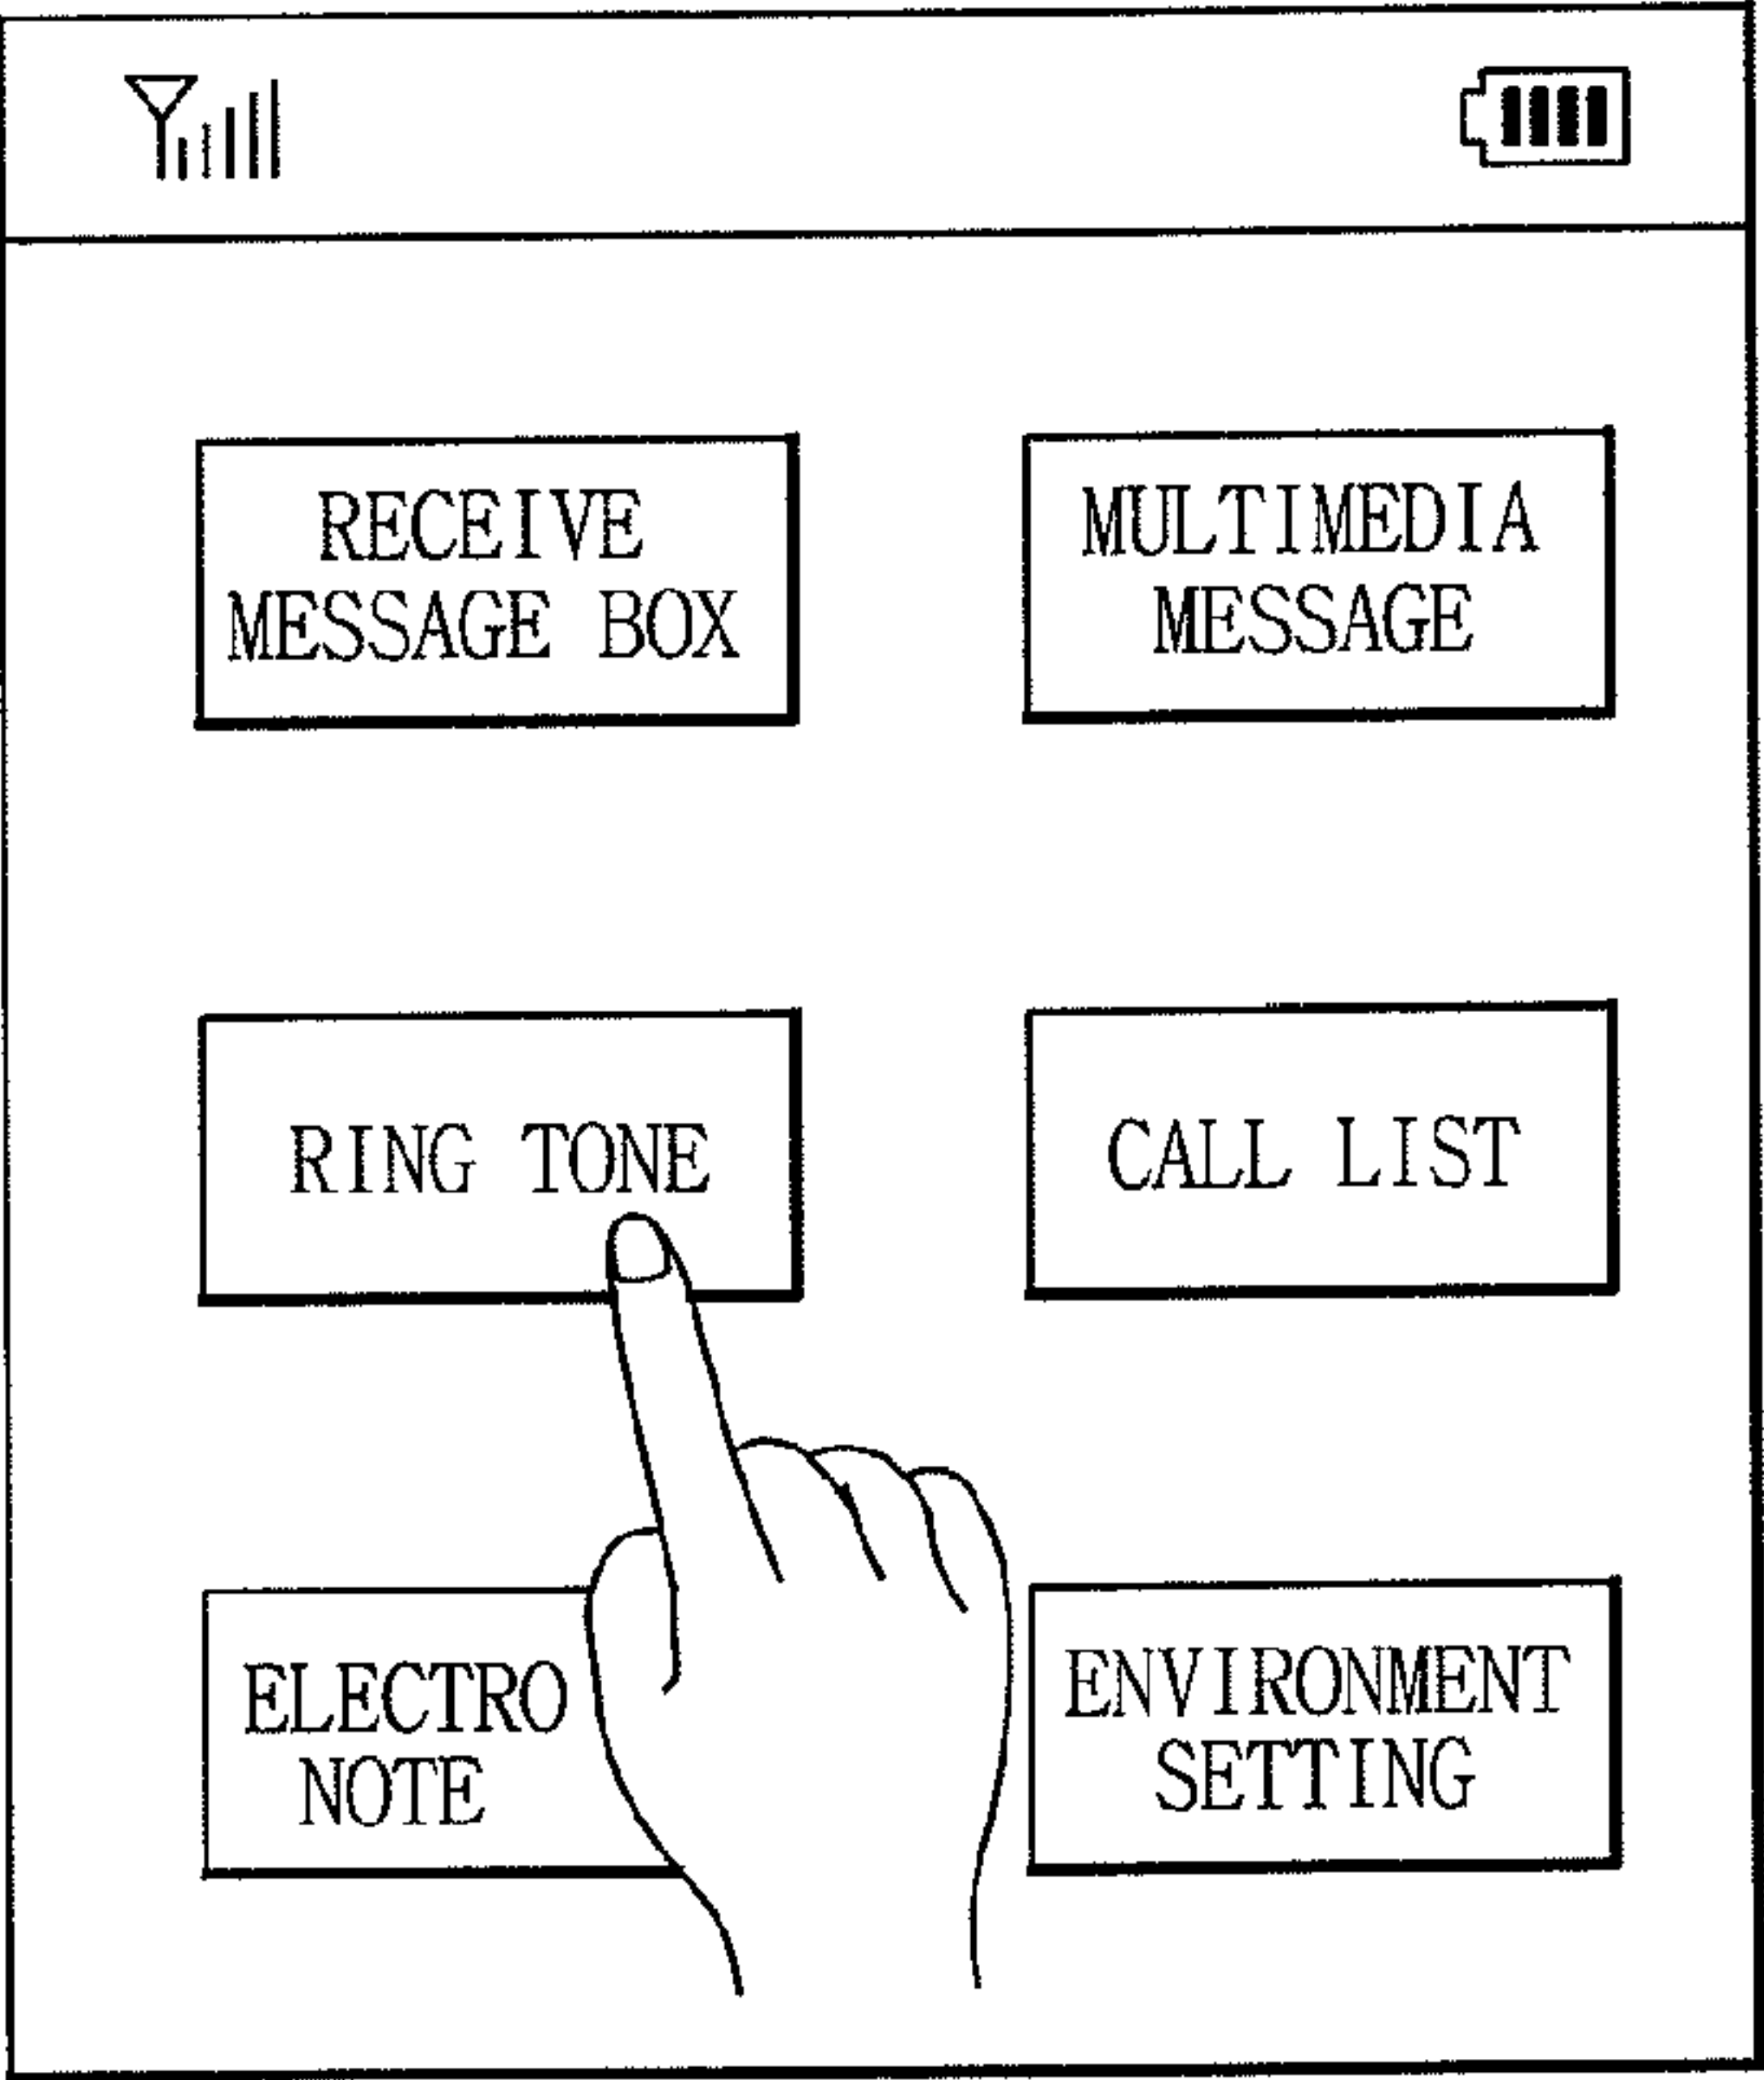 RECEIVE
MESSAGE BOX
MULTIMEDIA
MESSAGE
RING TONE
CALL LIST
ELECTRO
NOTE
ENVIRONMENT
SETTING